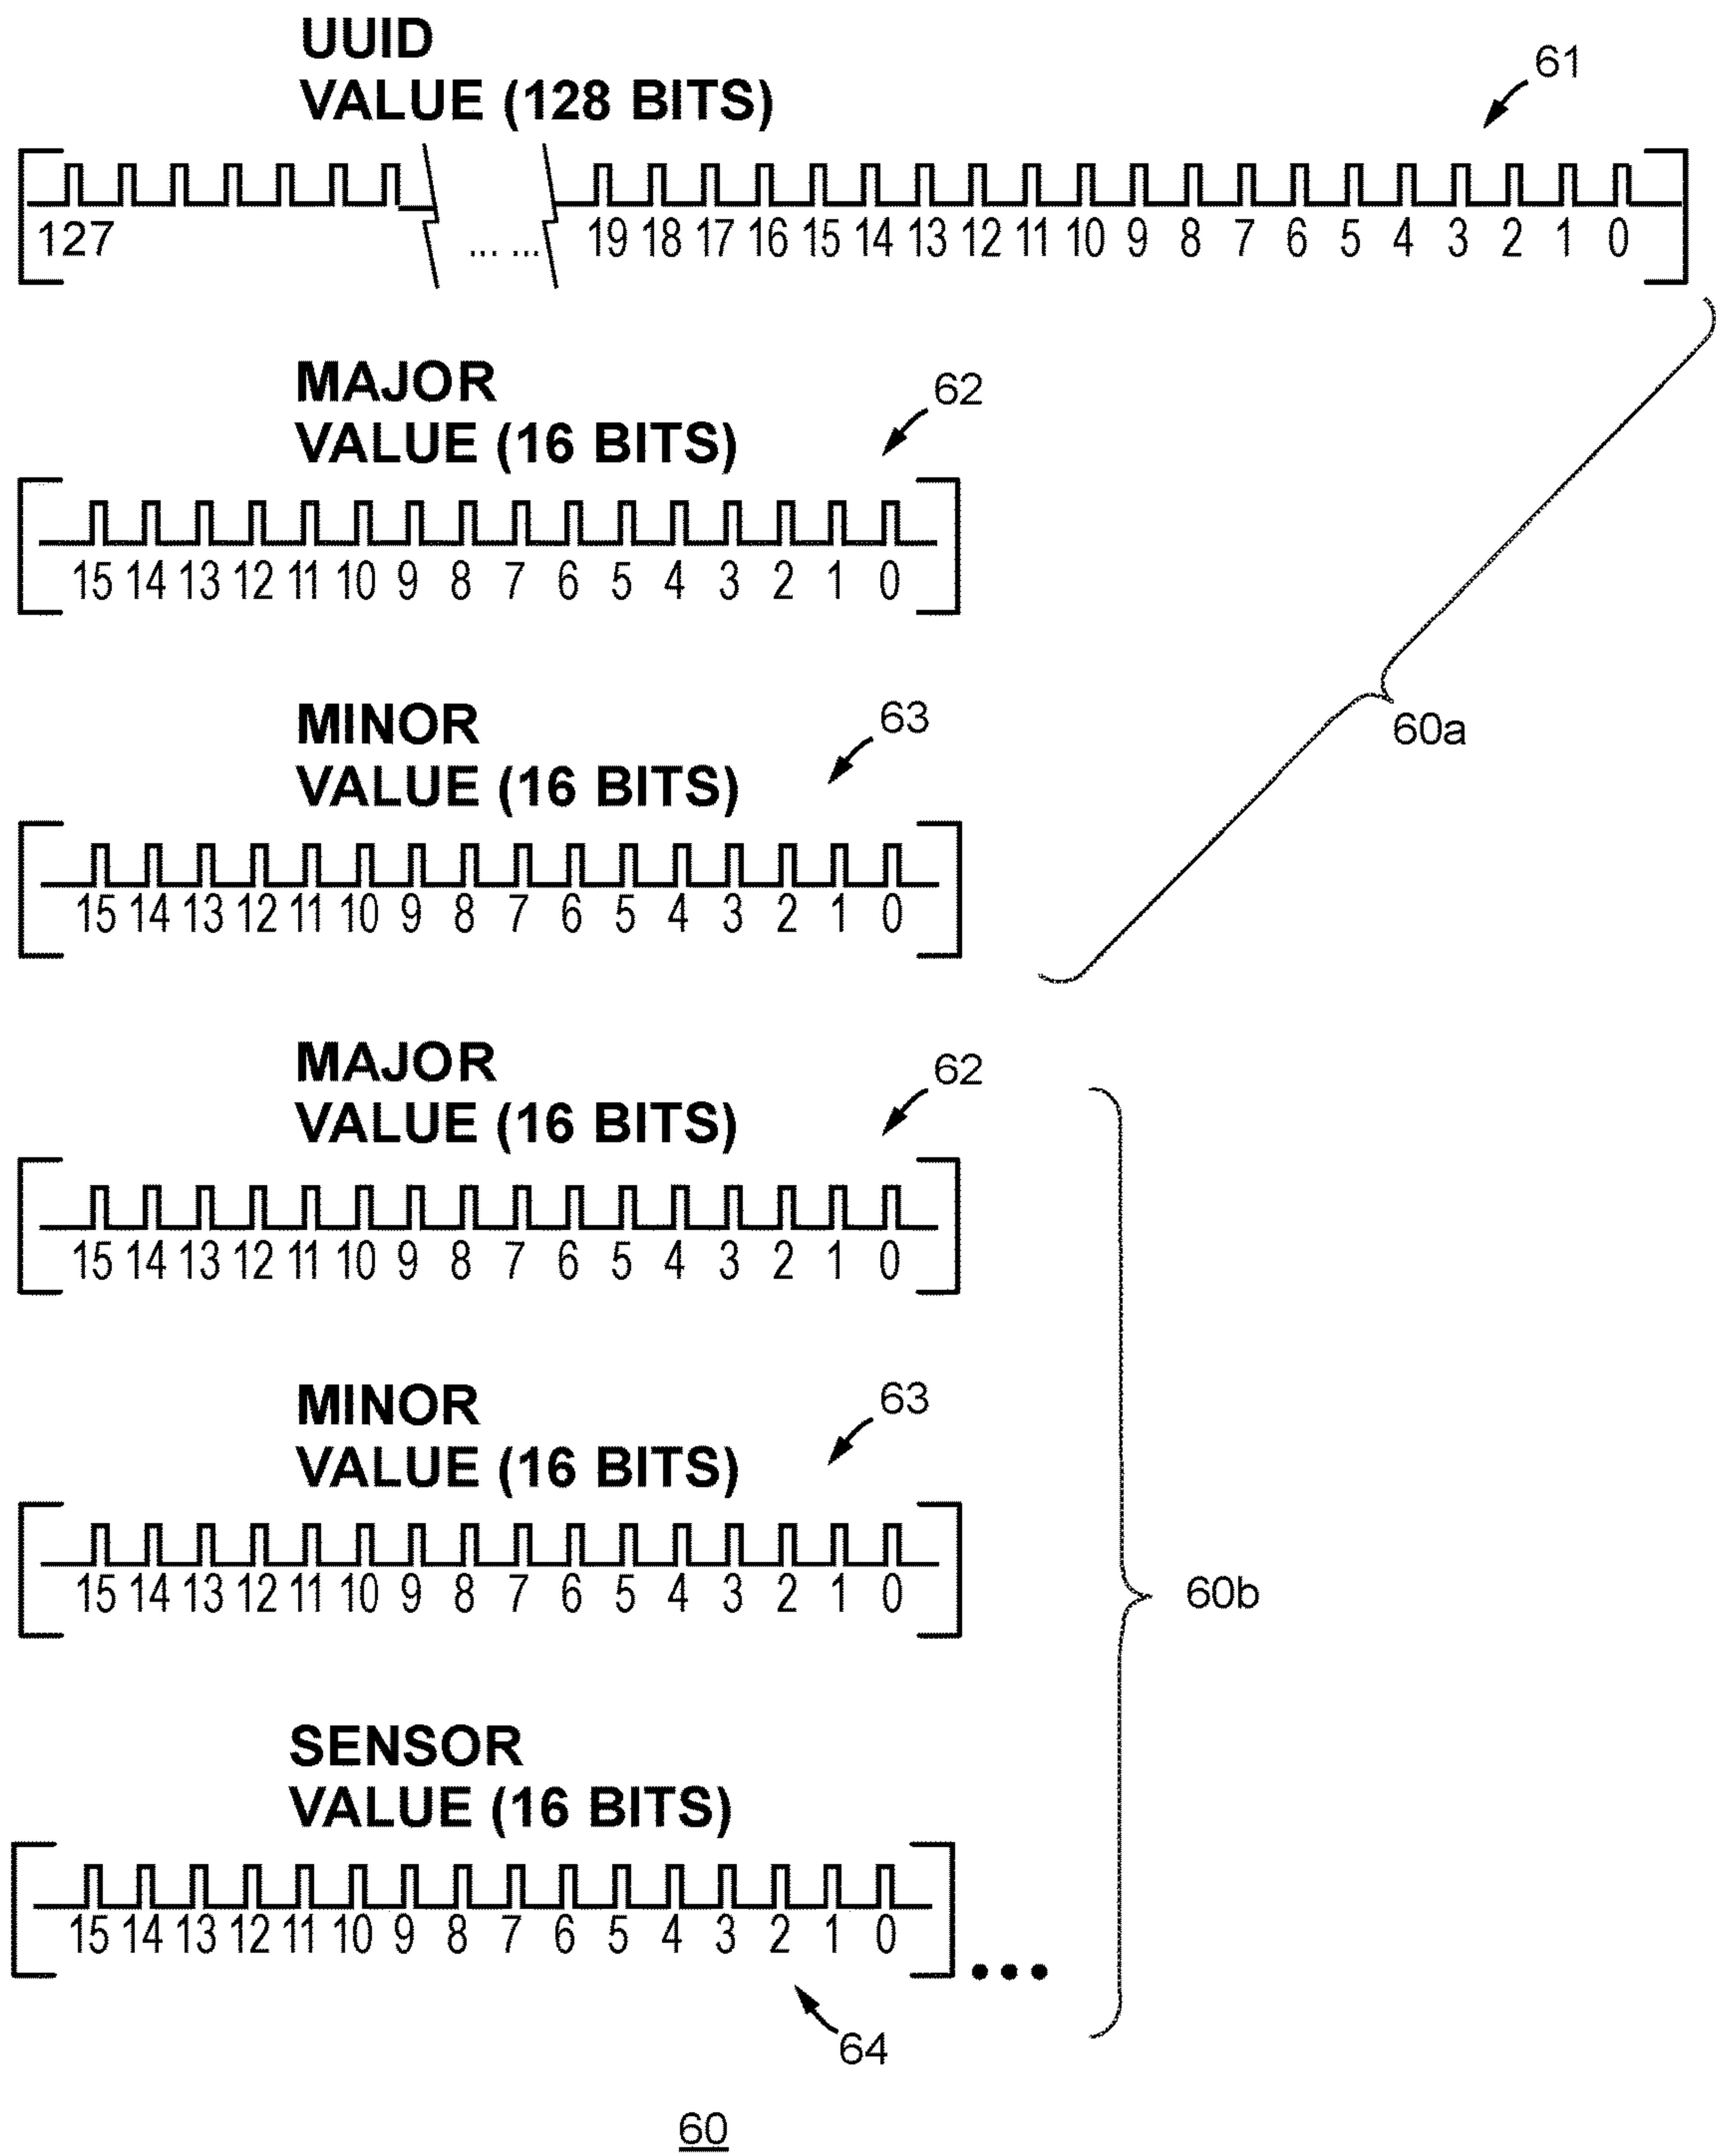 UUID
VALUE (128 BITS)
61
127 ... ... 19 18 17 16 15 14 13 12 11 10 9 8 7 6 5 4 3 2 1 0
MAJOR
VALUE (16 BITS)
62
15 14 13 12 11 10 9 8 7 6 5 4 3 2 1 0
MINOR
VALUE (16 BITS)
63
60a
15 14 13 12 11 10 9 8 7 6 5 4 3 2 1 0
MAJOR
VALUE (16 BITS)
62
15 14 13 12 11 10 9 8 7 6 5 4 3 2 1 0
MINOR
VALUE (16 BITS)
63
15 14 13 12 11 10 9 8 7 6 5 4 3 2 1 0
60b
SENSOR
VALUE (16 BITS)
15 14 13 12 11 10 9 8 7 6 5 4 3 2 1 0
...
64
60